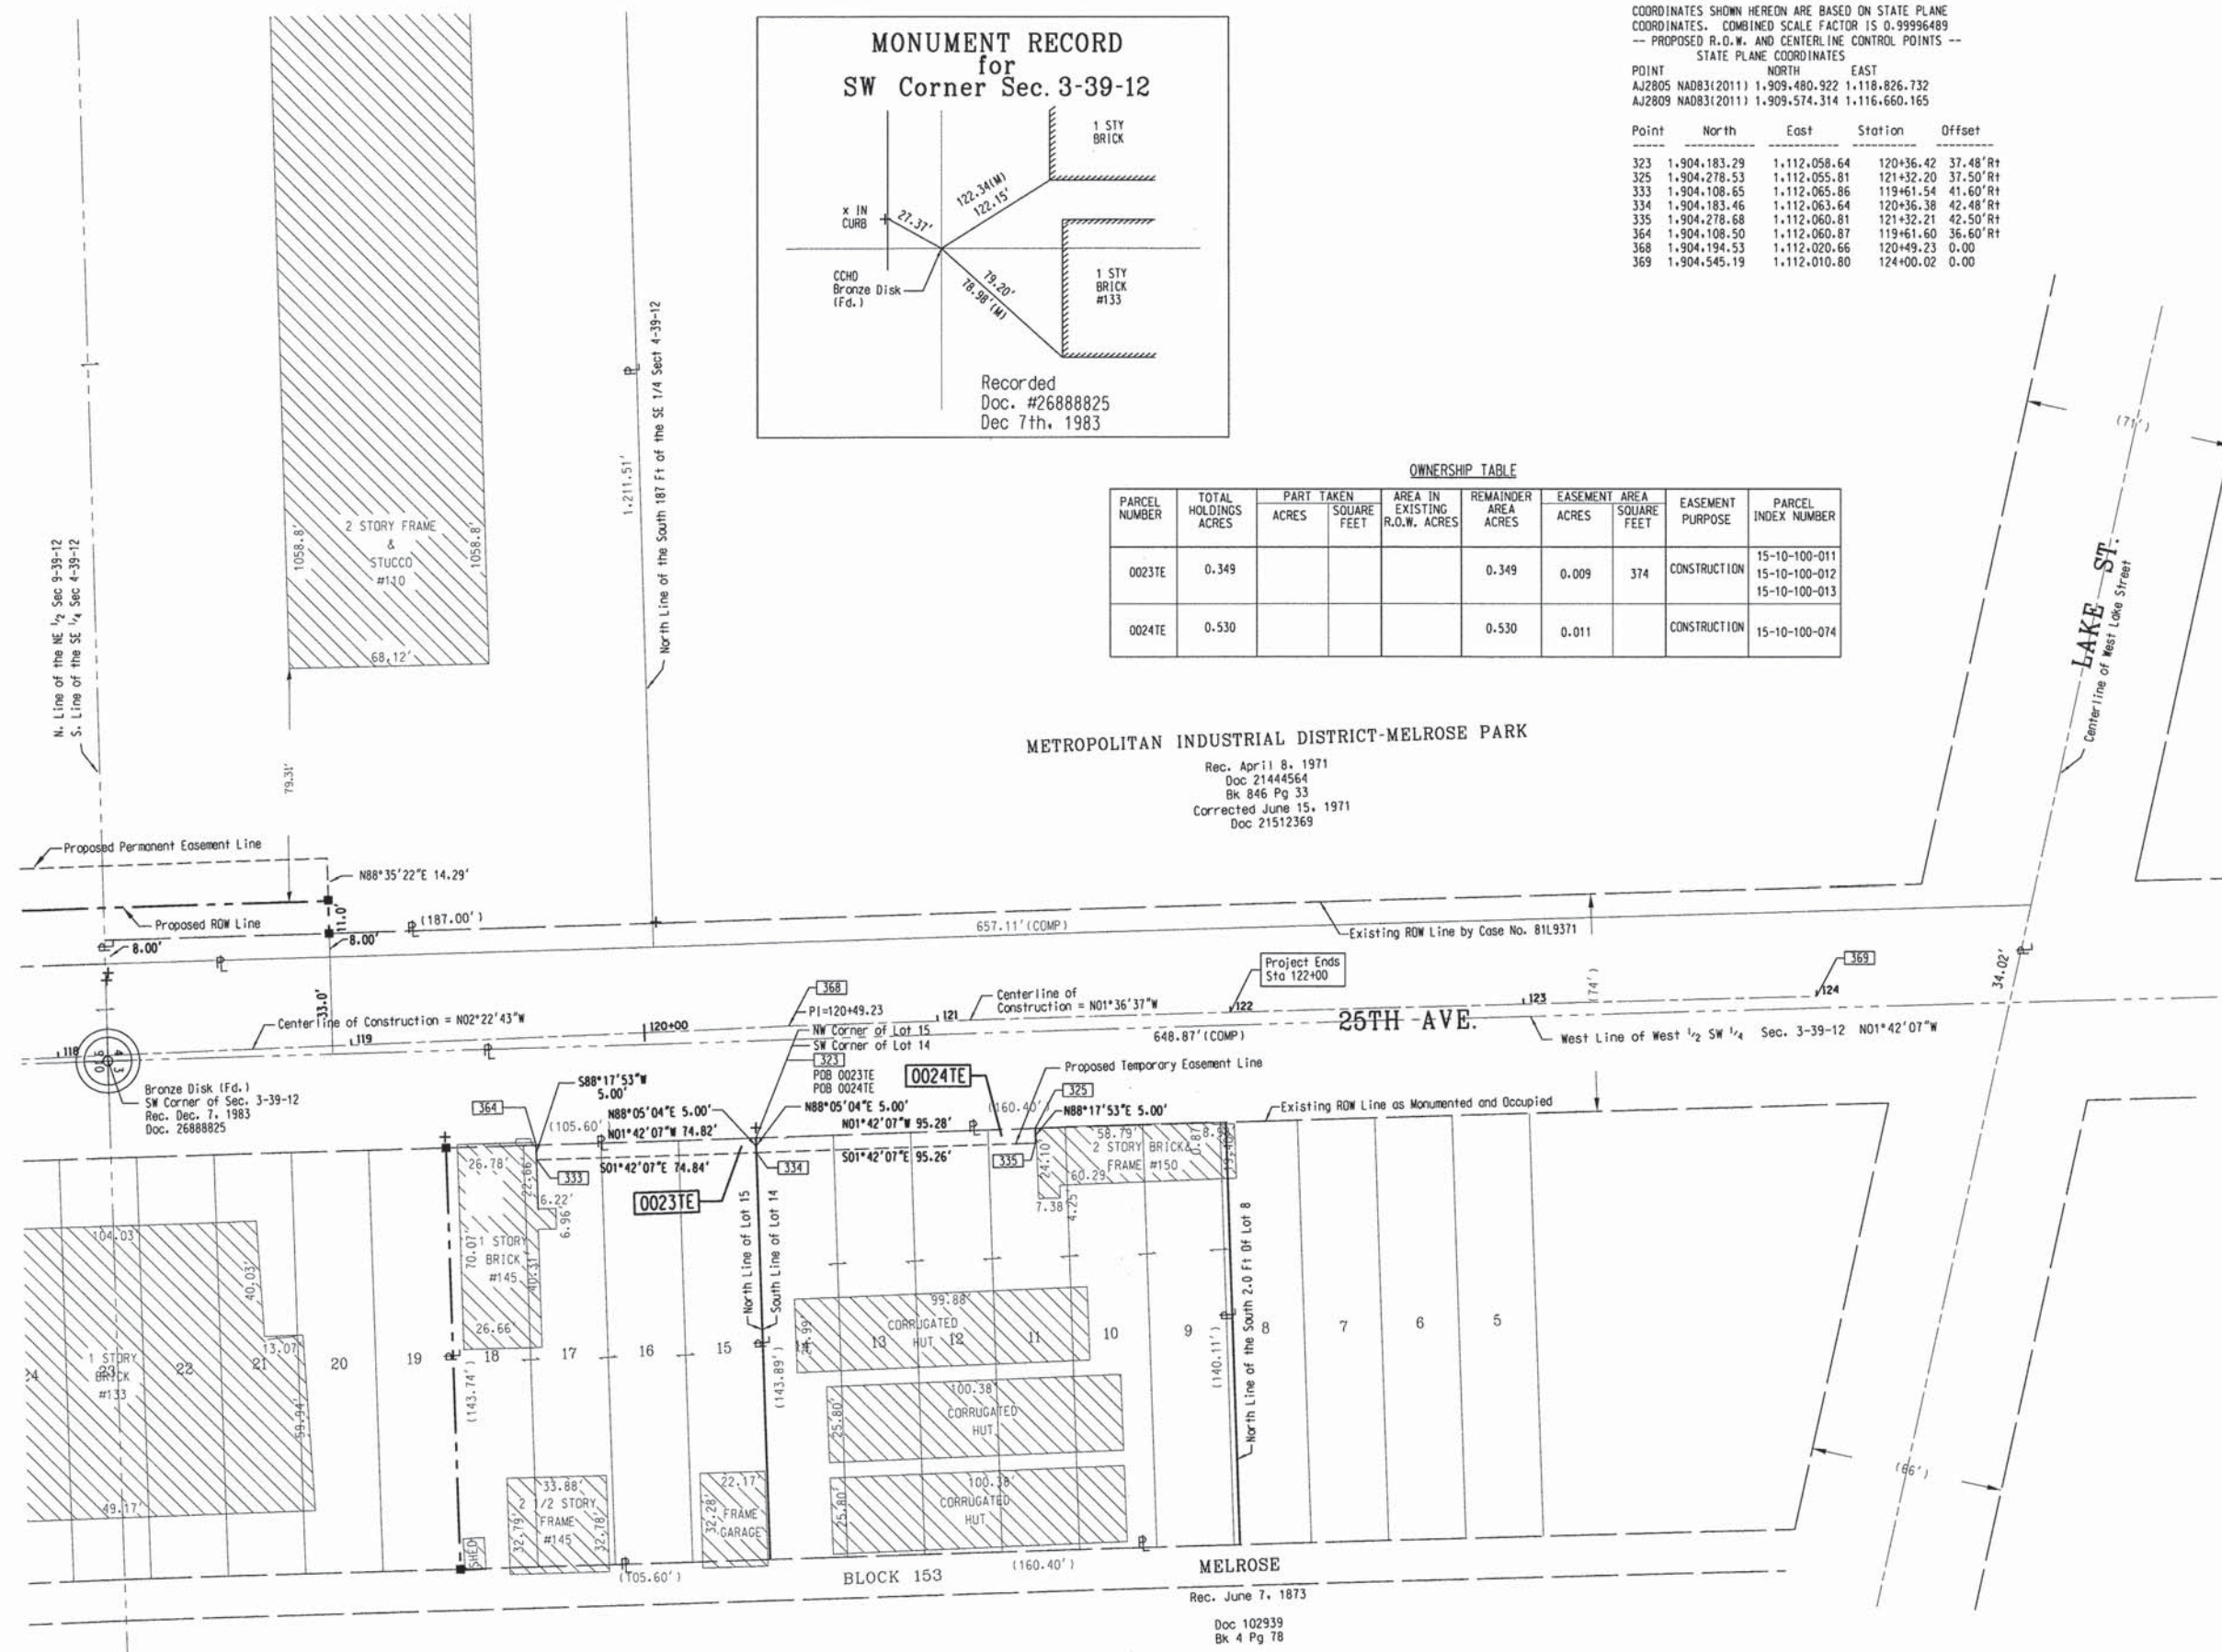 COORDINATES SHOWN HEREON ARE BASED ON STATE PLANE
COORDINATES. COMBINED SCALE FACTOR IS 0.99996489
-- PROPOSED R.O.W. AND CENTERLINE CONTROL POINTS --
STATE PLANE COORDINATES
POINT NORTH EAST
AJ2805 NAD83(2011) 1,909,480.922 1,118,826.732
AJ2809 NAD83(2011) 1,909,574.314 1,116,660.165
Point North East Station Offset
323 1,904,183.29 1,112,058.64 120+36.42 37.48'Rt
325 1,904,278.53 1,112,055.81 121+32.20 37.50'Rt
333 1,904,108.65 1,112,065.86 119+61.54 41.60'Rt
334 1,904,183.46 1,112,063.64 120+36.38 42.48'Rt
335 1,904,278.68 1,112,060.81 121+32.21 42.50'Rt
364 1,904,108.50 1,112,060.87 119+61.60 36.60'Rt
368 1,904,194.53 1,112,020.66 120+49.23 0.00
369 1,904,545.19 1,112,010.80 124+00.02 0.00
MONUMENT RECORD
for
SW Corner Sec. 3-39-12
1 STY
BRICK
122.34(M)
122.15'
x IN
CURB
27.37'
CCHD
Bronze Disk
(Fd.)
79.20'
78.98'(M)
1 STY
BRICK
#133
Recorded
Doc. #26888825
Dec 7th, 1983
OWNERSHIP TABLE
PARCEL NUMBER
TOTAL HOLDINGS ACRES
PART TAKEN
ACRES
SQUARE FEET
AREA IN EXISTING R.O.W. ACRES
REMAINDER AREA ACRES
EASEMENT AREA
ACRES
SQUARE FEET
EASEMENT PURPOSE
PARCEL INDEX NUMBER
0023TE 0.349 0.349 0.009 374 CONSTRUCTION 15-10-100-011
15-10-100-012
15-10-100-013
0024TE 0.530 0.530 0.011 CONSTRUCTION 15-10-100-074
N. Line of the NE 1/2 Sec 9-39-12
S. Line of the SE 1/4 Sec 4-39-12
1058.8'
2 STORY FRAME
&
STUCCO
#110
1058.8'
68.12'
79.31'
1,211.51'
North Line of the South 187 Ft of the SE 1/4 Sect 4-39-12
(71')
LAKE ST.
Centerline of West Lake Street
METROPOLITAN INDUSTRIAL DISTRICT-MELROSE PARK
Rec. April 8, 1971
Doc 21444564
Bk 846 Pg 33
Corrected June 15, 1971
Doc 21512369
Proposed Permanent Easement Line
N88°35'22"E 14.29'
Proposed ROW Line
11.0'
8.00'
8.00'
(187.00')
657.11'(COMP)
Existing ROW Line by Case No. 81L9371
33.0'
Project Ends
Sta 122+00
(74')
369
34.02'
368
PI=120+49.23
Centerline of
Construction = N01°36'37"W
Centerline of Construction = N02°22'43"W
118
119
120+00
121
122
123
124
25TH AVE.
NW Corner of Lot 15
SW Corner of Lot 14
323
POB 0023TE
POB 0024TE
648.87'(COMP)
West Line of West 1/2 SW 1/4 Sec. 3-39-12 N01°42'07"W
Bronze Disk (Fd.)
SW Corner of Sec. 3-39-12
Rec. Dec. 7, 1983
Doc. 26888825
4 3
9 10
Proposed Temporary Easement Line
0024TE
325
S88°17'53"W
5.00'
364
N88°05'04"E 5.00'
N88°05'04"E 5.00'
(160.40')
N88°17'53"E 5.00'
Existing ROW Line as Monumented and Occupied
(105.60')
N01°42'07"W 74.82'
N01°42'07"W 95.28'
S01°42'07"E 74.84'
S01°42'07"E 95.26'
333
334
335
0023TE
26.78'
22.66'
6.22'
6.96'
70.07'
1 STORY
BRICK
#145
40.31'
26.66'
58.79'
2 STORY BRICK&
FRAME #150
24.10'
60.29
0.87'
7.38'
4.25'
North Line of Lot 15
South Line of Lot 14
North Line of the South 2.0 Ft Of Lot 8
104.03
40.03'
13.07
59.94'
1 STORY
BRICK
#133
49.17'
24 23 22 21 20 19 18 17 16 15 14 13 12 11 10 9 8 7 6 5
(143.74')
(143.89')
(140.11')
99.88'
24.99'
CORRUGATED
HUT
100.38'
25.80'
CORRUGATED
HUT
100.38'
25.80'
CORRUGATED
HUT
33.88'
2 1/2 STORY
FRAME
#145
32.79'
32.78'
22.17'
32.28'
FRAME
GARAGE
SHED
(105.60')
BLOCK 153
(160.40')
(66')
MELROSE
Rec. June 7, 1873
Doc 102939
Bk 4 Pg 78